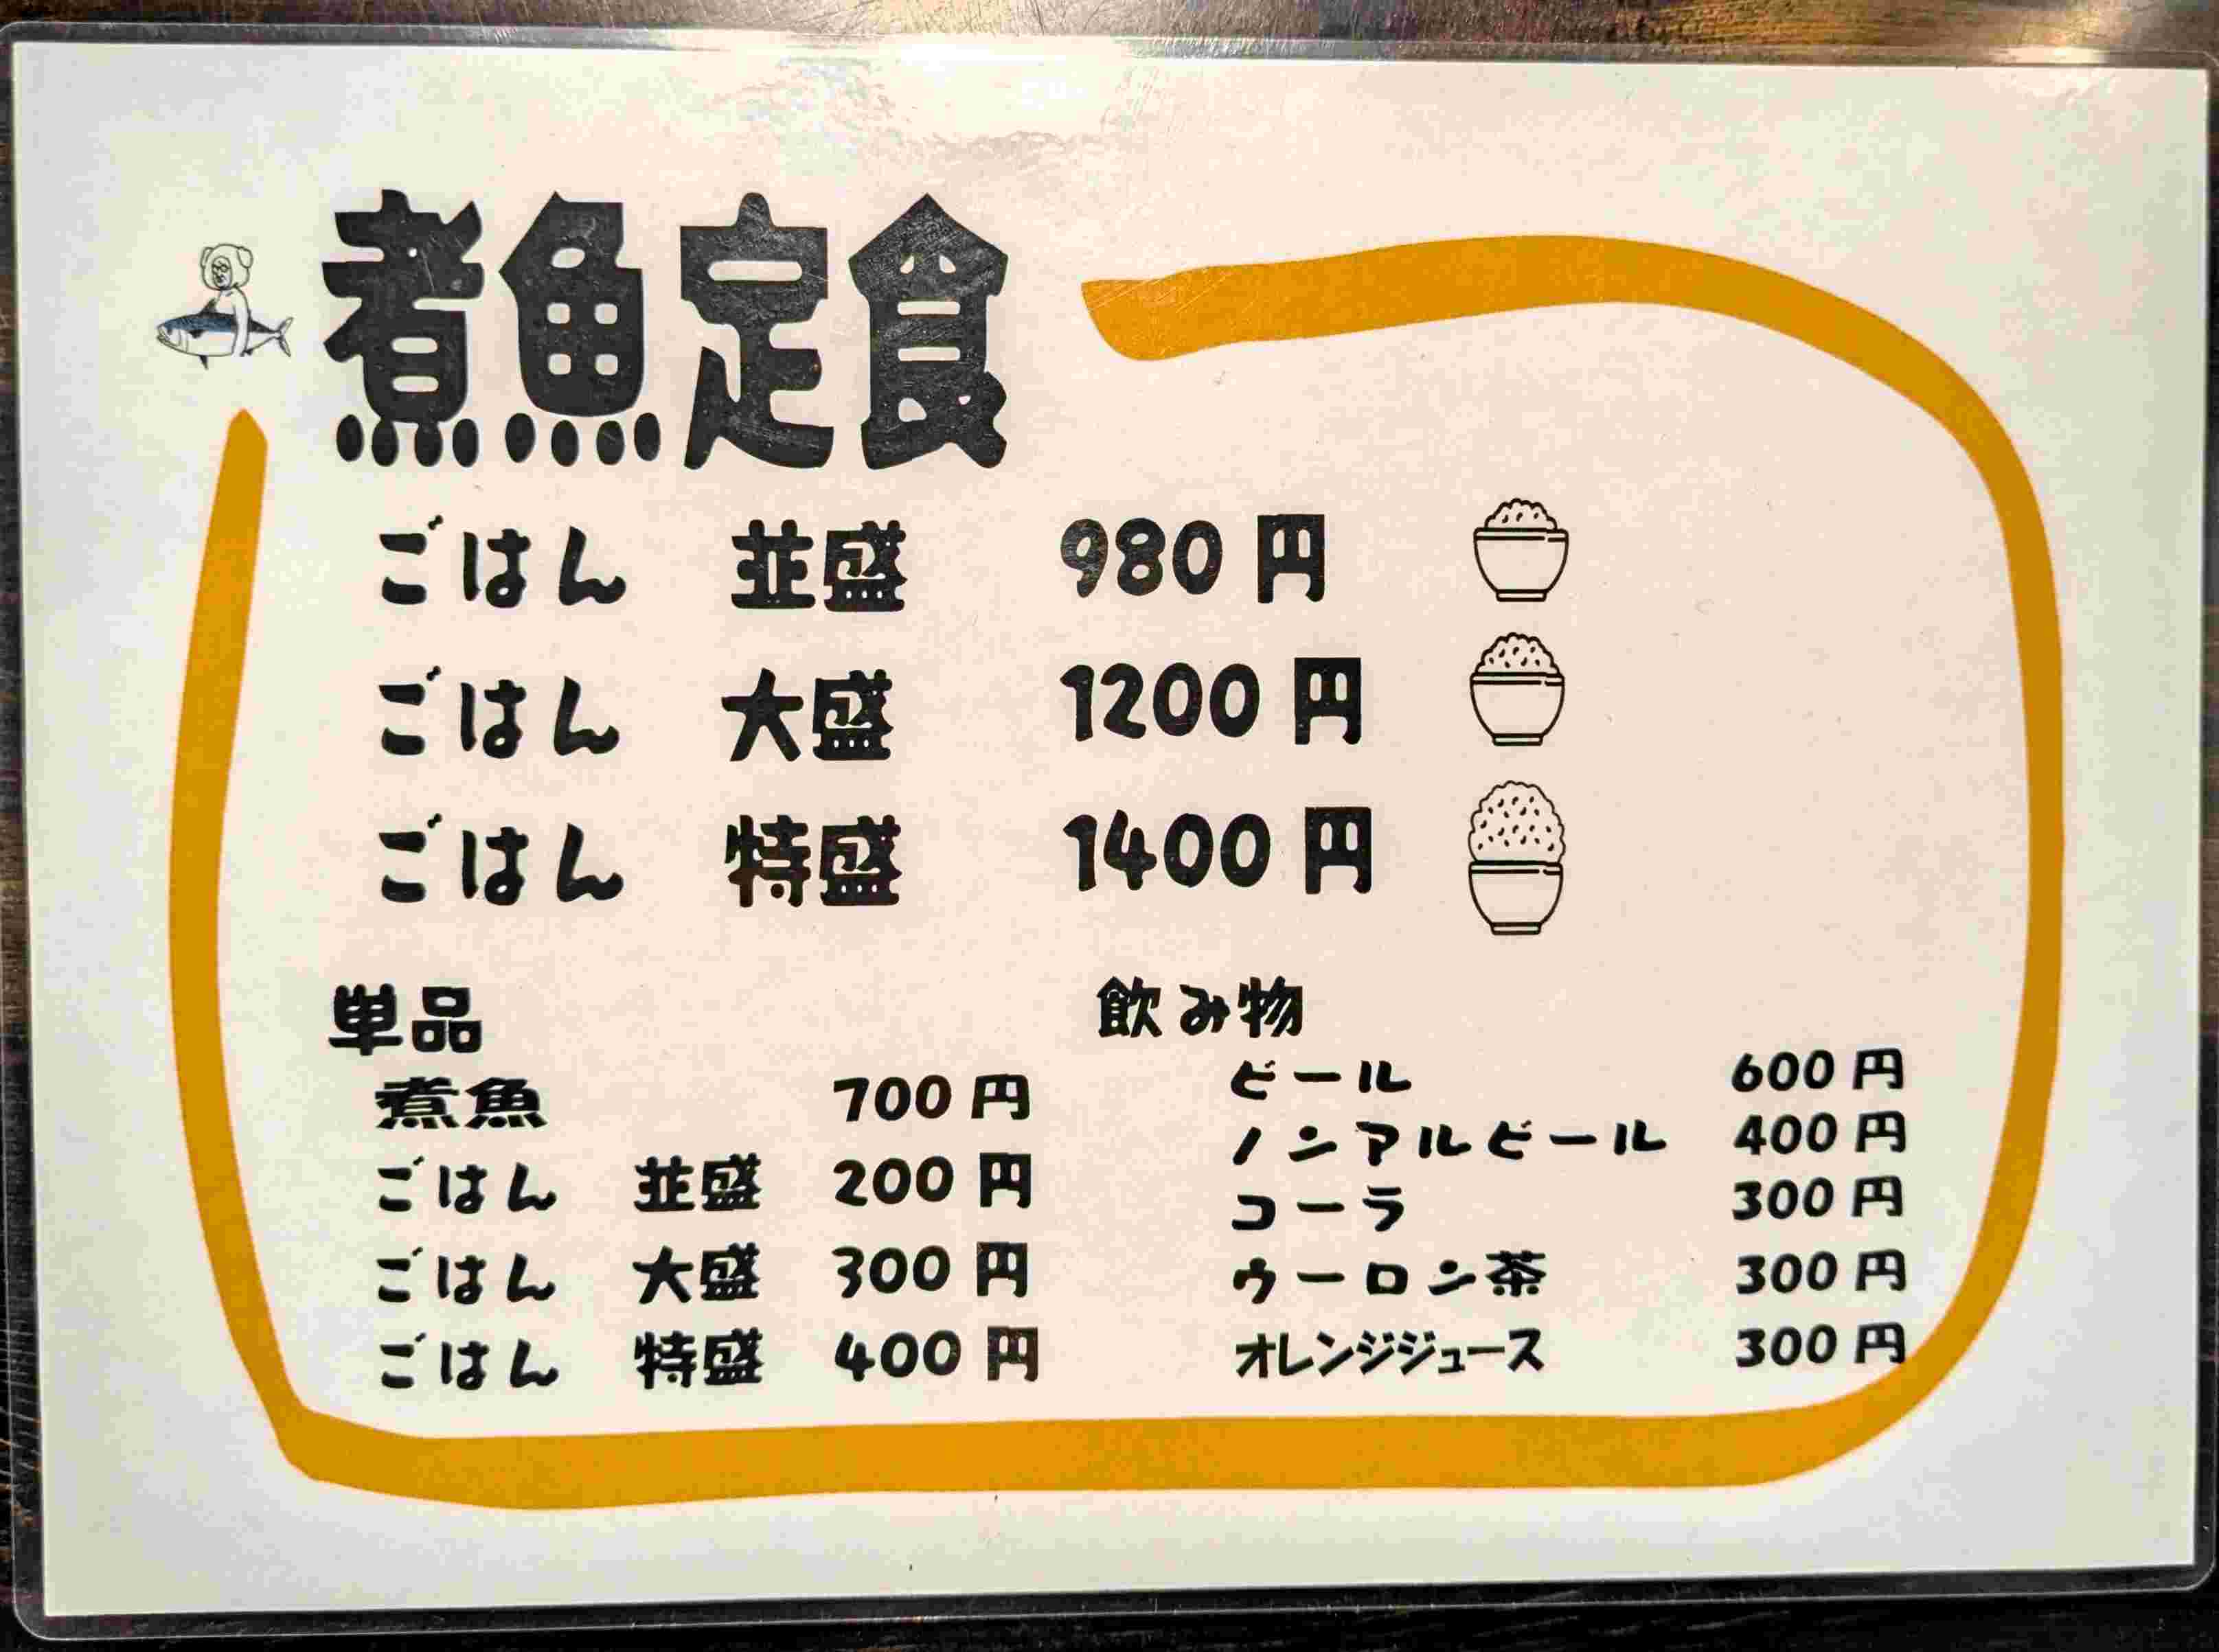 煮魚定食
ごはん 並盛 980円
ごはん 大盛 1200円
ごはん 特盛 1400円
単品
煮魚 700円
ごはん 並盛 200円
ごはん 大盛 300円
ごはん 特盛 400円
飲み物
ビール 600円
ノンアルビール 400円
コーラ 300円
ウーロン茶 300円
オレンジジュース 300円